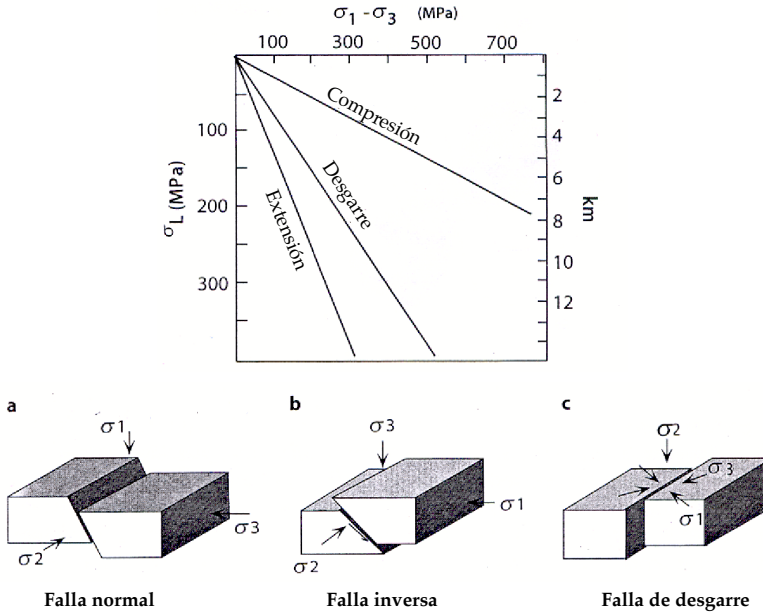 σ1 - σ3 (MPa)
100 300 500 700
Compresión
Desgarre
Extensión
σL (MPa)
100
200
300
km
2
4
6
8
10
12
a
σ1
σ2
σ3
Falla normal
b
σ3
σ1
σ2
Falla inversa
c
σ2
σ3
σ1
Falla de desgarre